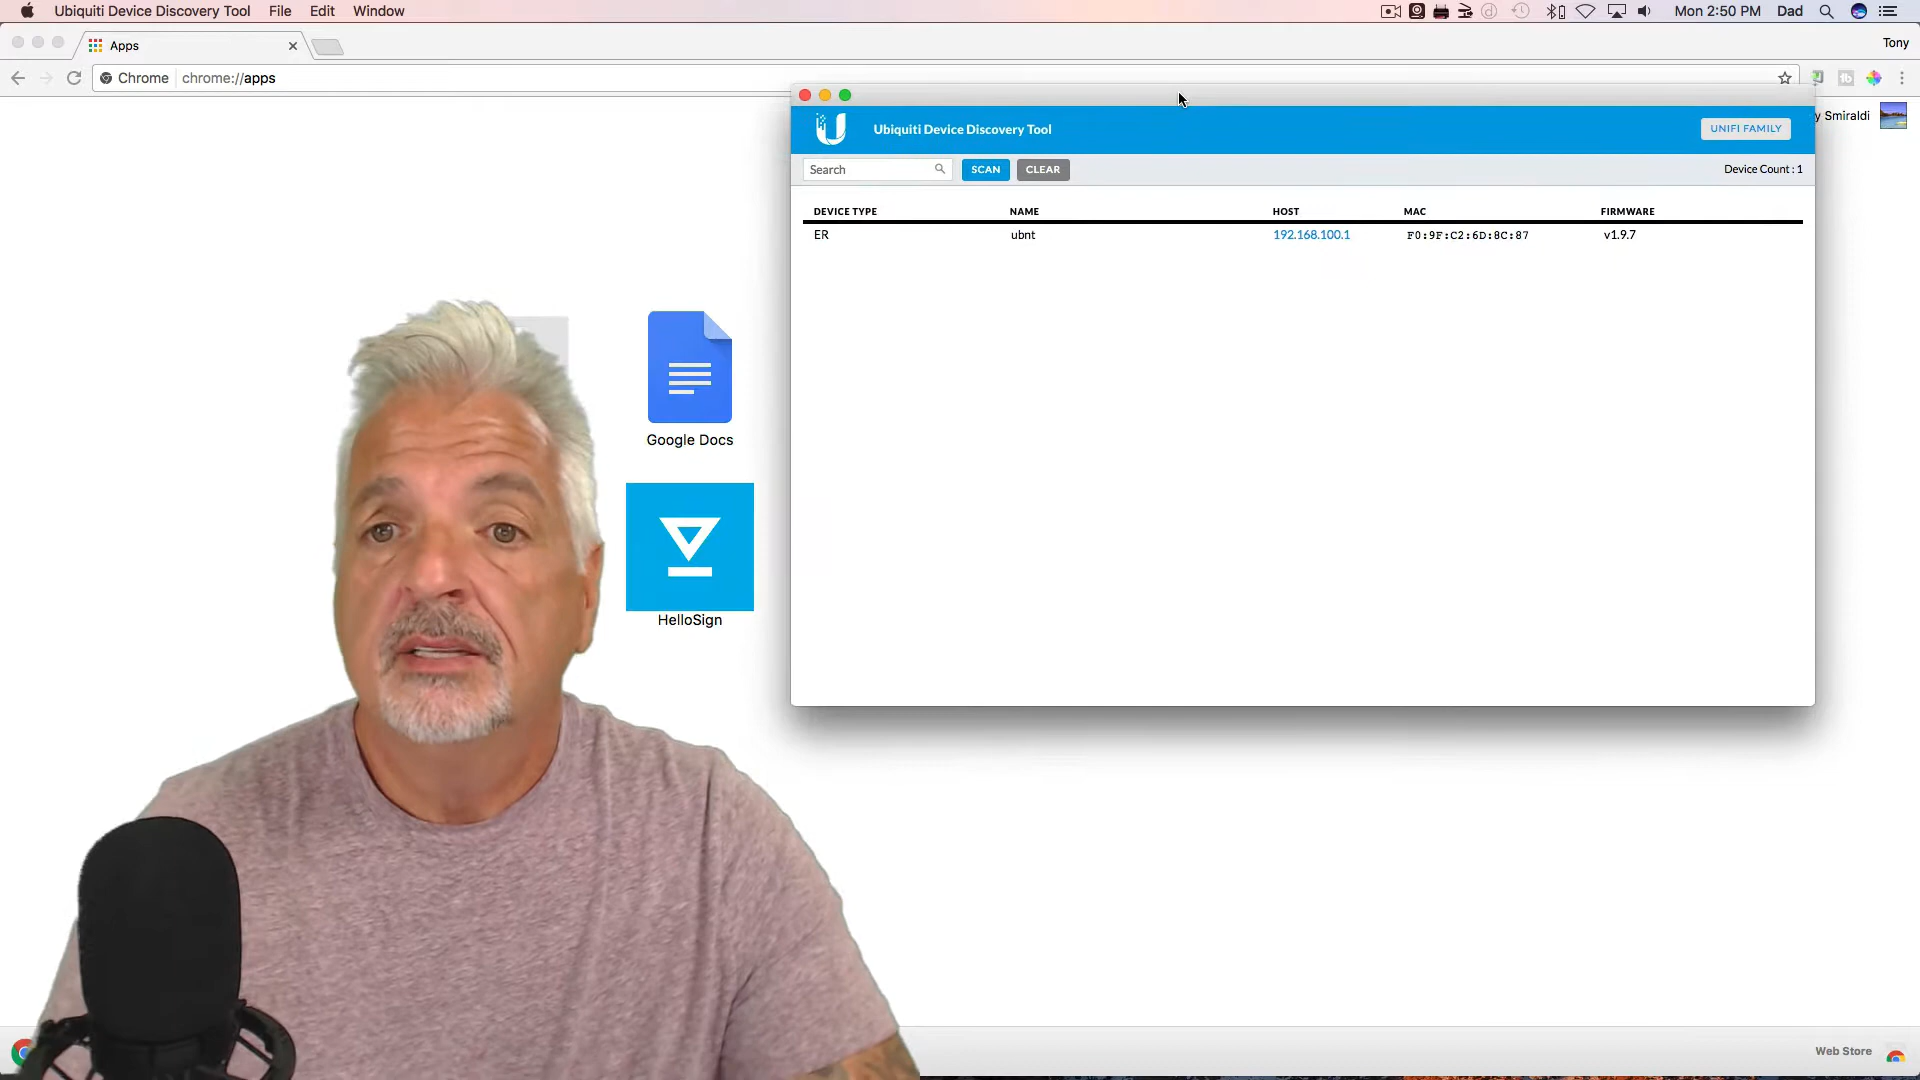 Ubiquiti Device Discovery Tool File Edit Window
Mon 2:50 PM Dad
Apps
Tony
Chrome chrome://apps
y Smiraldi
Ubiquiti Device Discovery Tool
UNIFI FAMILY
Search
SCAN
CLEAR
Device Count : 1
DEVICE TYPE NAME HOST MAC FIRMWARE
ER ubnt 192.168.100.1 F0:9F:C2:6D:8C:87 v1.9.7
Google Docs
HelloSign
Web Store